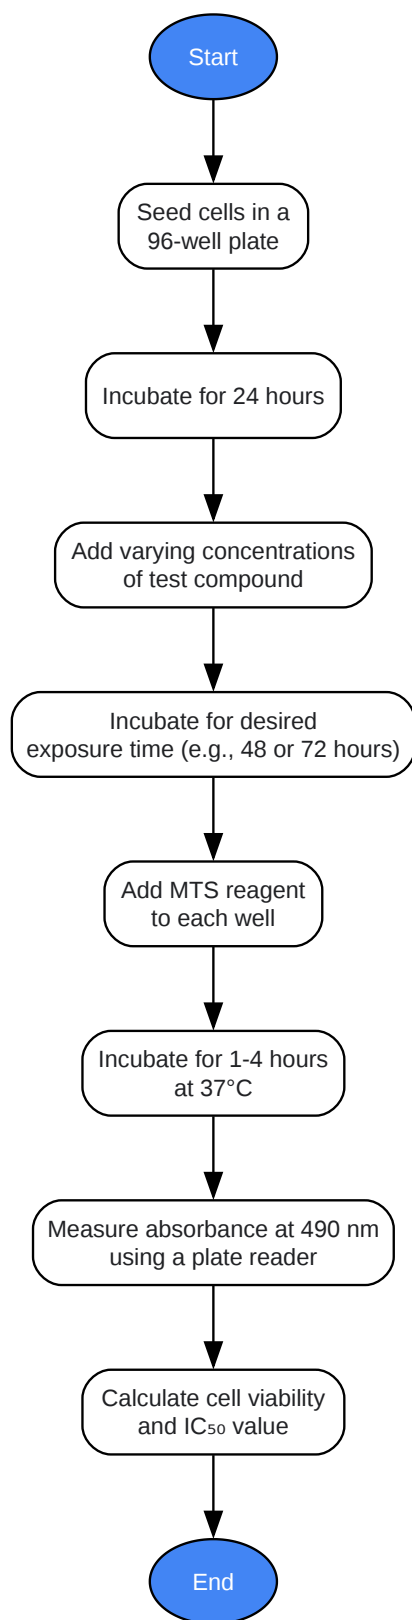 Start
Seed cells in a
96-well plate
Incubate for 24 hours
Add varying concentrations
of test compound
Incubate for desired
exposure time (e.g., 48 or 72 hours)
Add MTS reagent
to each well
Incubate for 1-4 hours
at 37°C
Measure absorbance at 490 nm
using a plate reader
Calculate cell viability
and IC₅₀ value
End